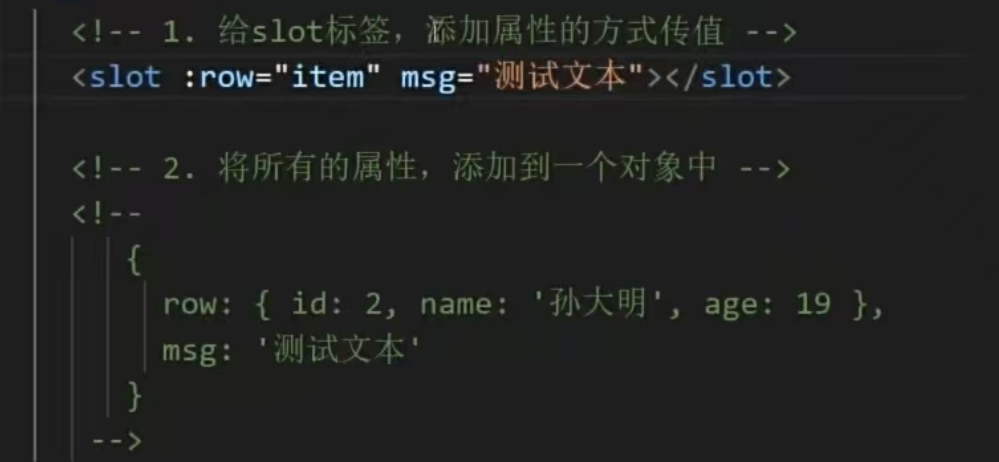 <!-- 1. 给slot标签，添加属性的方式传值 -->
<slot :row="item" msg="测试文本"></slot>
<!-- 2. 将所有的属性，添加到一个对象中 -->
<!--
{
row: { id: 2, name: '孙大明', age: 19 },
msg: '测试文本'
}
-->